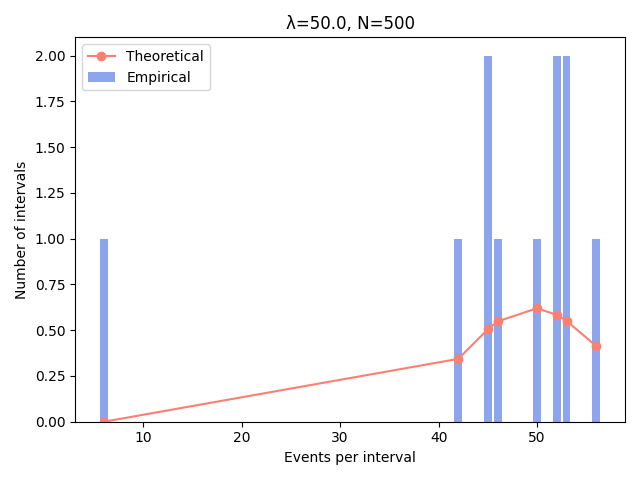 λ=50.0, N=500
Theoretical
Empirical
Number of intervals
2.00
1.75
1.50
1.25
1.00
0.75
0.50
0.25
0.00
10
20
30
40
50
Events per interval